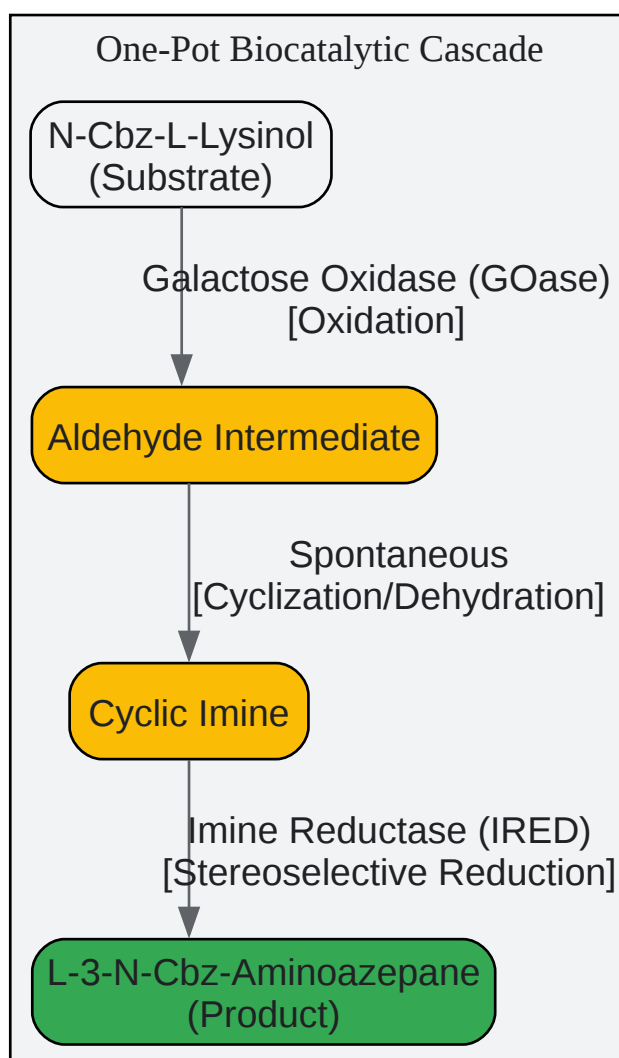 One-Pot Biocatalytic Cascade
N-Cbz-L-Lysinol
(Substrate)
Galactose Oxidase (GOase)
[Oxidation]
Aldehyde Intermediate
Spontaneous
[Cyclization/Dehydration]
Cyclic Imine
Imine Reductase (IRED)
[Stereoselective Reduction]
L-3-N-Cbz-Aminoazepane
(Product)